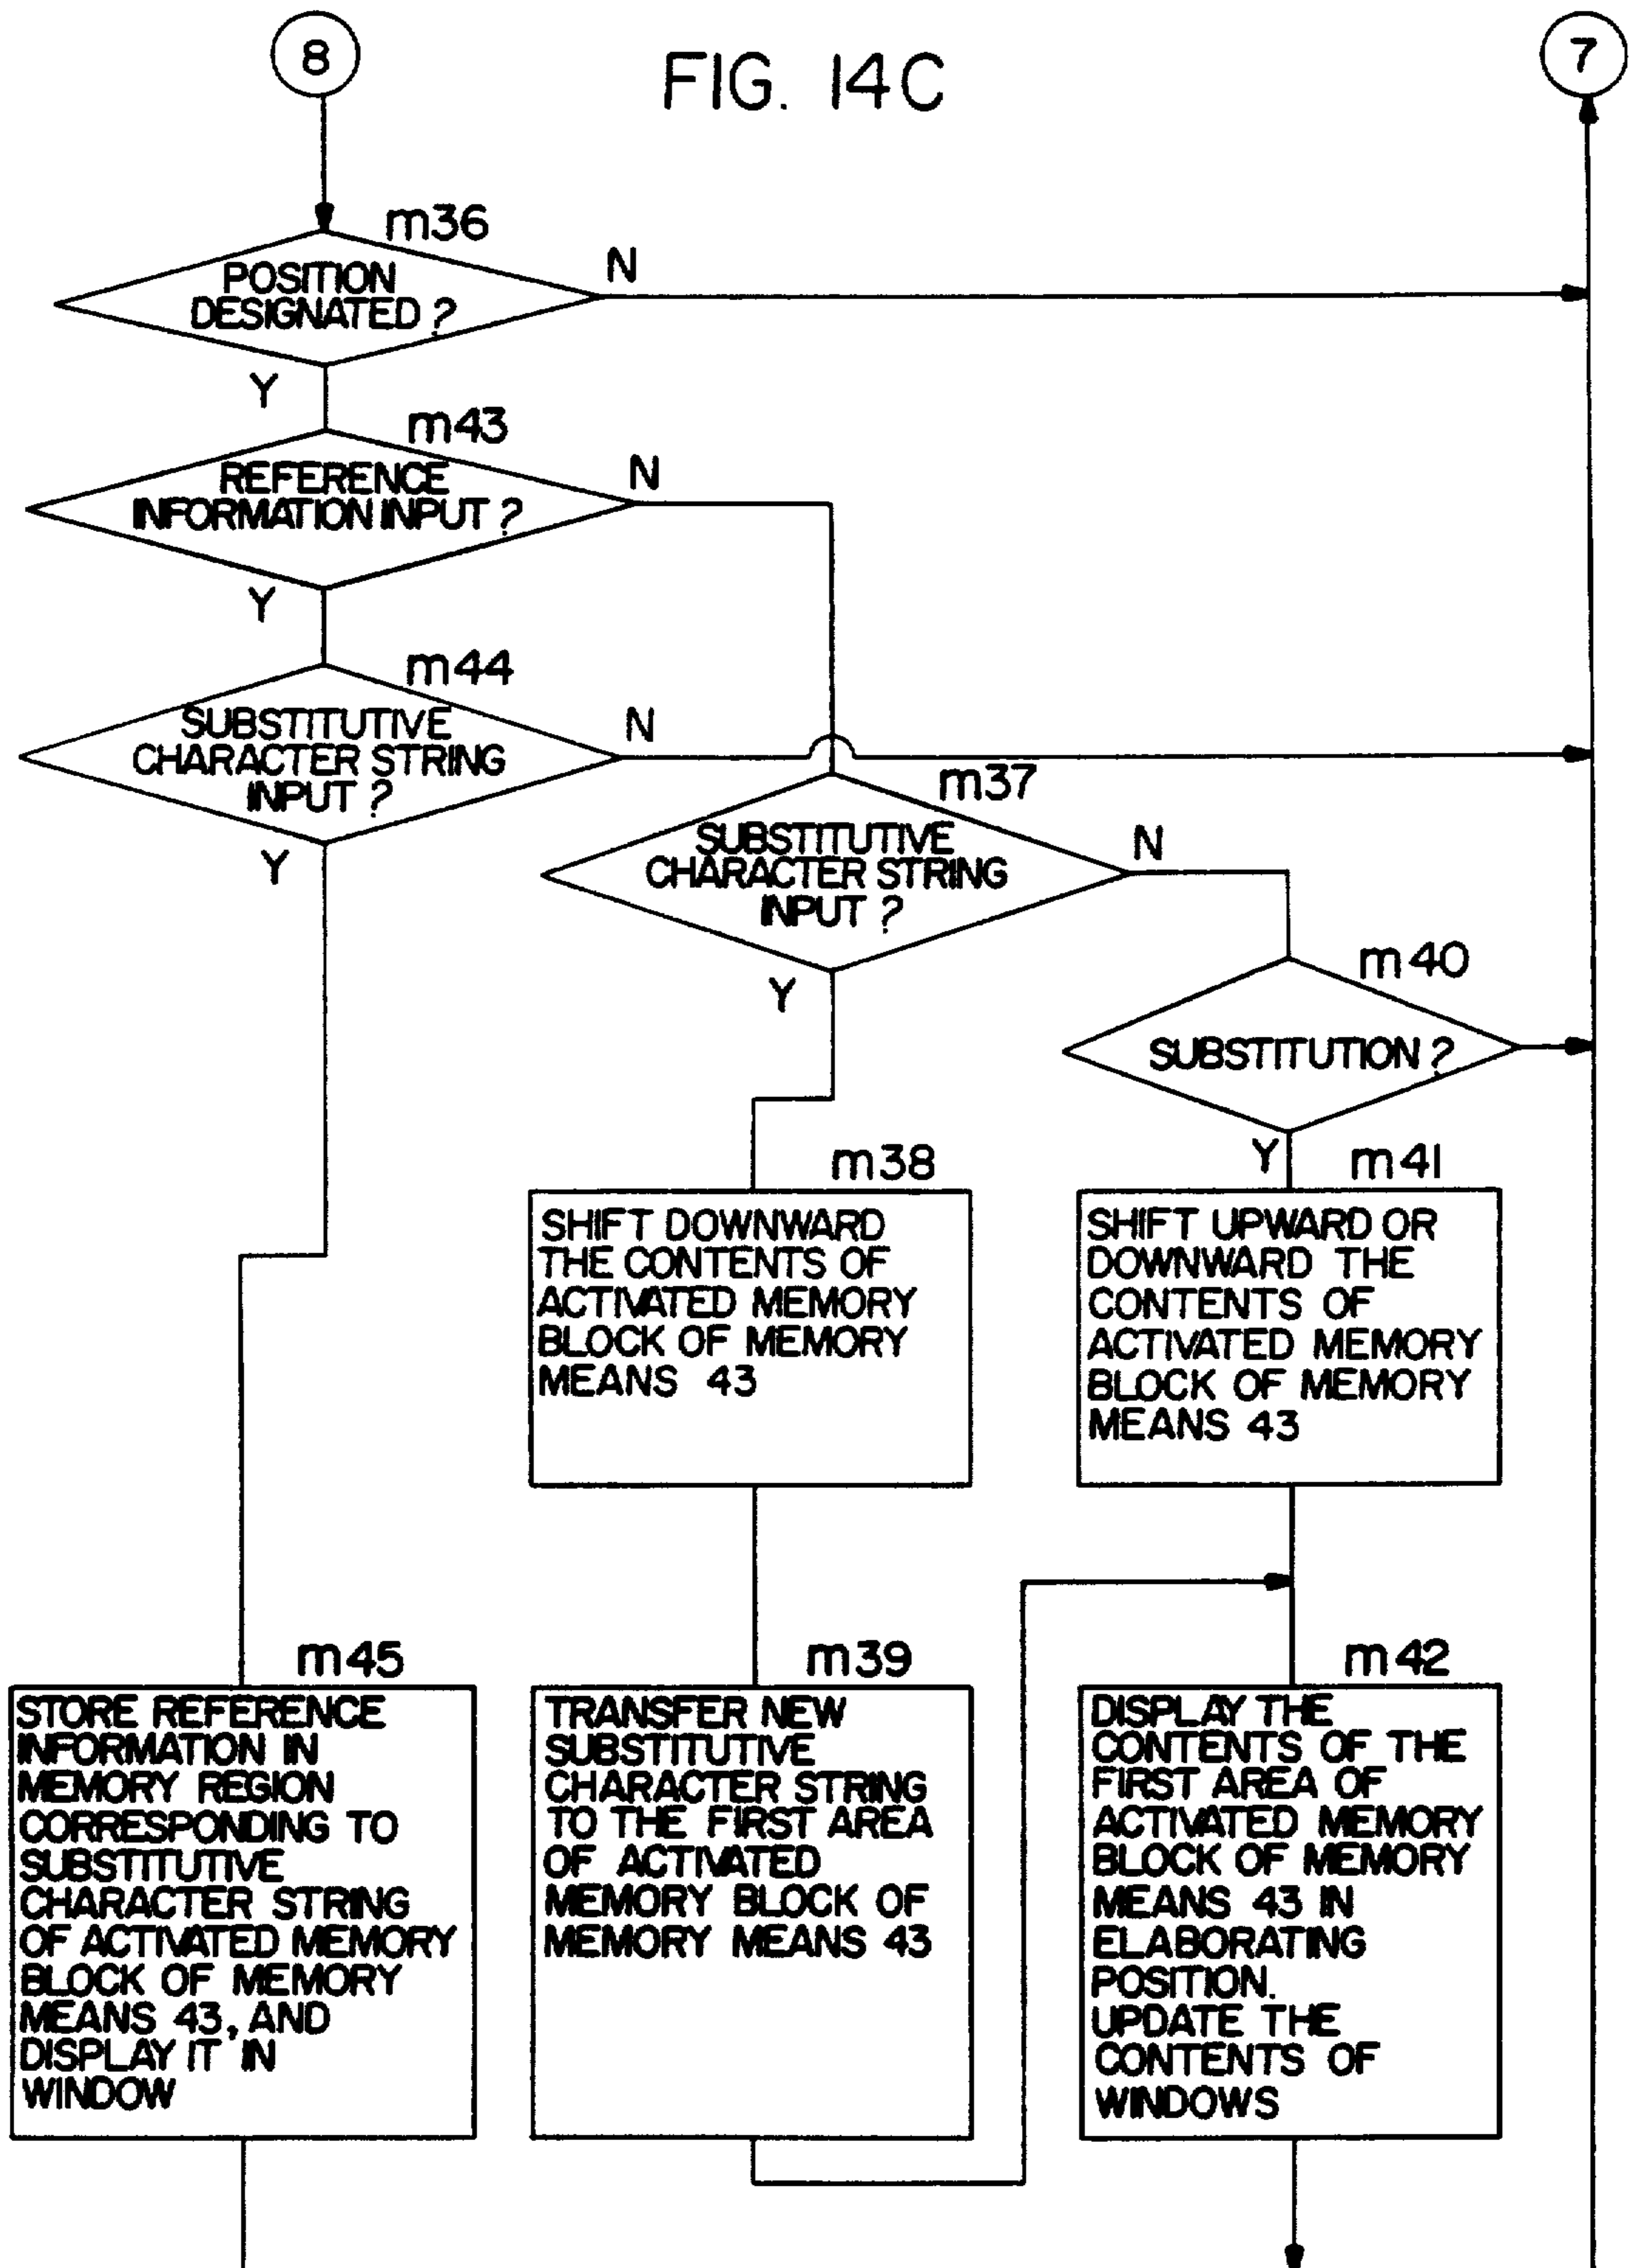 8
FIG. 14C
7
m36
POSITION
DESIGNATED ?
N
Y
m43
REFERENCE
INFORMATION INPUT ?
N
Y
m44
SUBSTITUTIVE
CHARACTER STRING
INPUT ?
N
Y
m37
SUBSTITUTIVE
CHARACTER STRING
INPUT ?
N
Y
m40
SUBSTITUTION ?
Y
m38
SHIFT DOWNWARD
THE CONTENTS OF
ACTIVATED MEMORY
BLOCK OF MEMORY
MEANS 43
m41
SHIFT UPWARD OR
DOWNWARD THE
CONTENTS OF
ACTIVATED MEMORY
BLOCK OF MEMORY
MEANS 43
m45
STORE REFERENCE
INFORMATION IN
MEMORY REGION
CORRESPONDING TO
SUBSTITUTIVE
CHARACTER STRING
OF ACTIVATED MEMORY
BLOCK OF MEMORY
MEANS 43, AND
DISPLAY IT IN
WINDOW
m39
TRANSFER NEW
SUBSTITUTIVE
CHARACTER STRING
TO THE FIRST AREA
OF ACTIVATED
MEMORY BLOCK OF
MEMORY MEANS 43
m42
DISPLAY THE
CONTENTS OF THE
FIRST AREA OF
ACTIVATED MEMORY
BLOCK OF MEMORY
MEANS 43 IN
ELABORATING
POSITION.
UPDATE THE
CONTENTS OF
WINDOWS